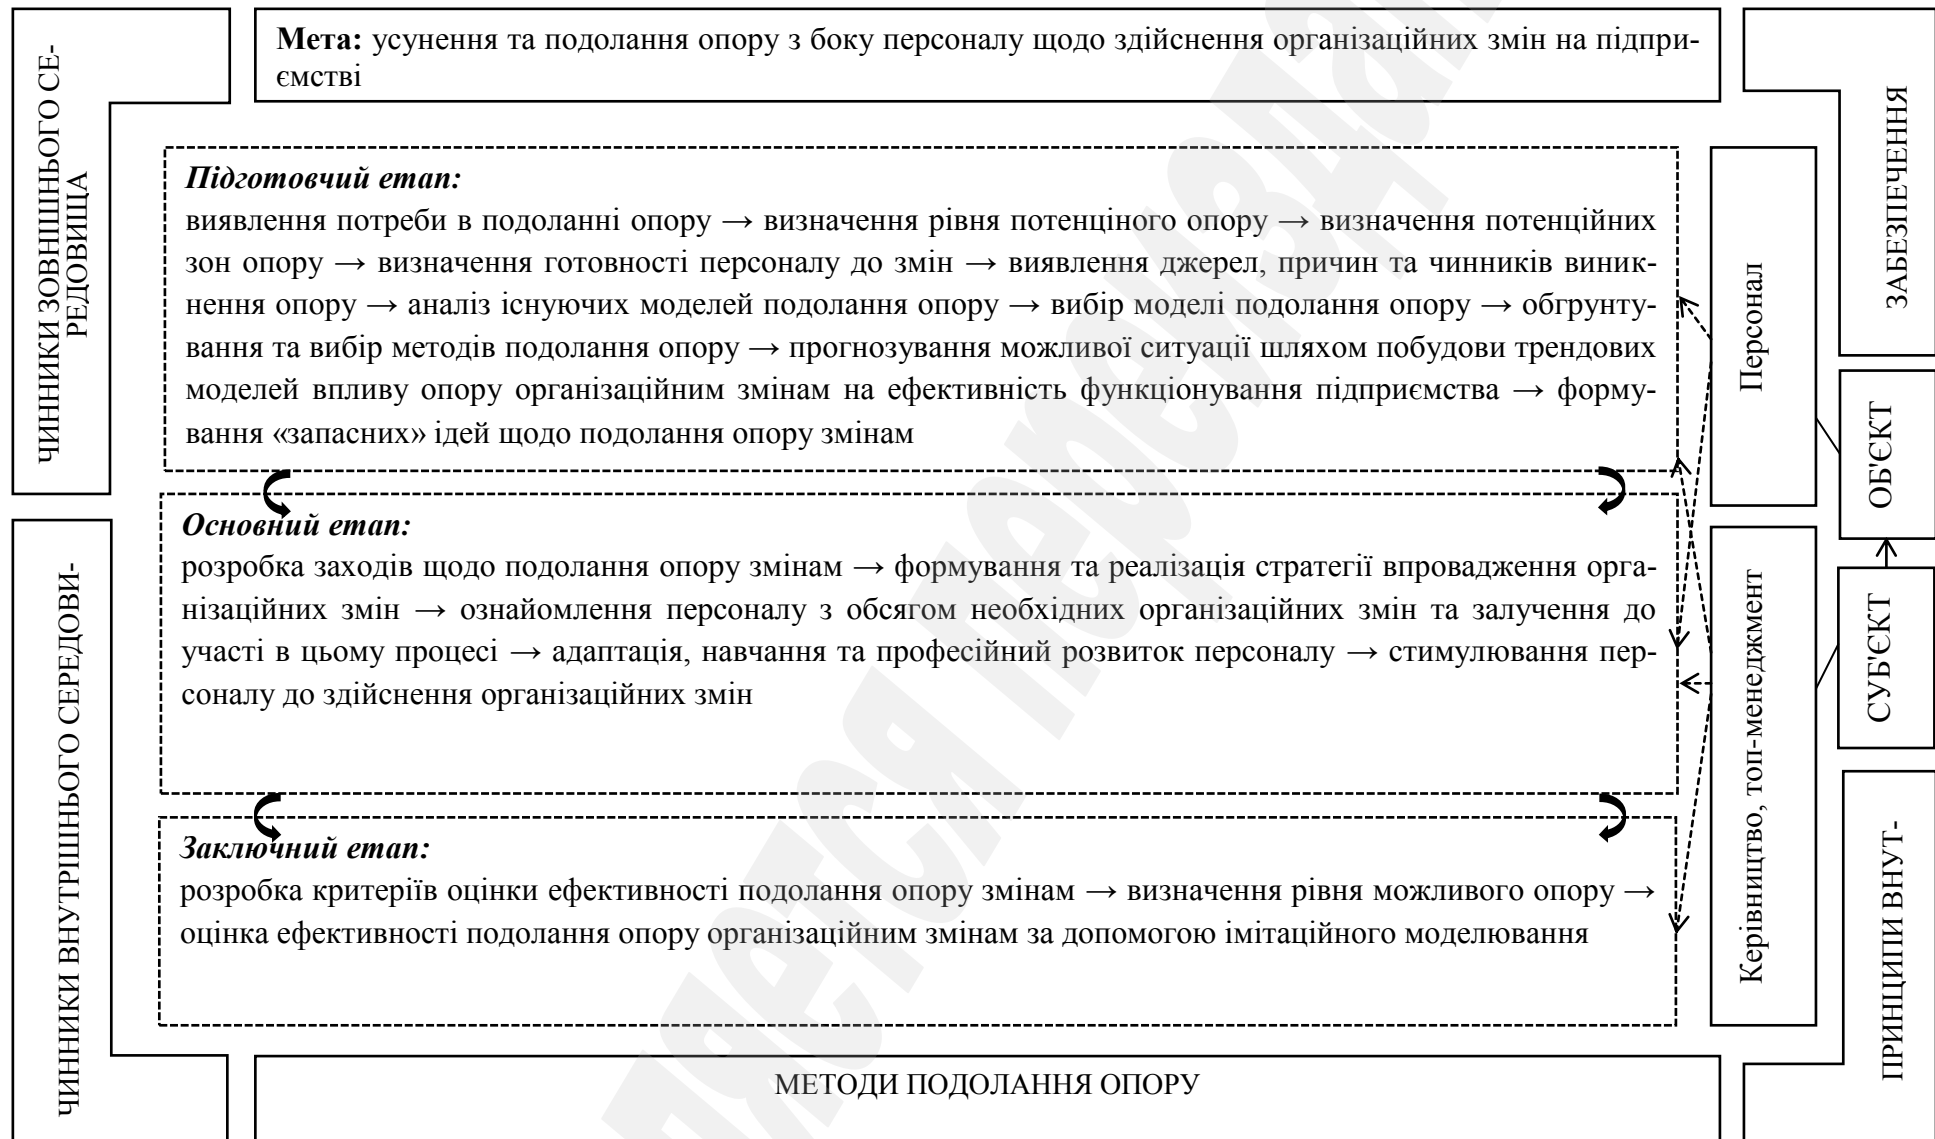 Мета: усунення та подолання опору з боку персоналу щодо здійснення організаційних змін на підпри-
ємстві
ЧИННИКИ ЗОВНІШНЬОГО СЕ-
РЕДОВИЩА
ЧИННИКИ ВНУТРІШНЬОГО СЕРЕДОВИ-
Підготовчий етап:
виявлення потреби в подоланні опору → визначення рівня потенціного опору → визначення потенційних
зон опору → визначення готовності персоналу до змін → виявлення джерел, причин та чинників виник-
нення опору → аналіз існуючих моделей подолання опору → вибір моделі подолання опору → обгрунту-
вання та вибір методів подолання опору → прогнозування можливої ситуації шляхом побудови трендових
моделей впливу опору організаційним змінам на ефективність функціонування підприємства → форму-
вання «запасних» ідей щодо подолання опору змінам
Основний етап:
розробка заходів щодо подолання опору змінам → формування та реалізація стратегії впровадження орга-
нізаційних змін → ознайомлення персоналу з обсягом необхідних організаційних змін та залучення до
участі в цьому процесі → адаптація, навчання та професійний розвиток персоналу → стимулювання пер-
соналу до здійснення організаційних змін
Заключний етап:
розробка критеріїв оцінки ефективності подолання опору змінам → визначення рівня можливого опору →
оцінка ефективності подолання опору організаційним змінам за допомогою імітаційного моделювання
Персонал
Керівництво, топ-менеджмент
ЗАБЕЗПЕЧЕННЯ
ОБ'ЄКТ
СУБ'ЄКТ
ПРИНЦИПИ ВНУТ-
МЕТОДИ ПОДОЛАННЯ ОПОРУ